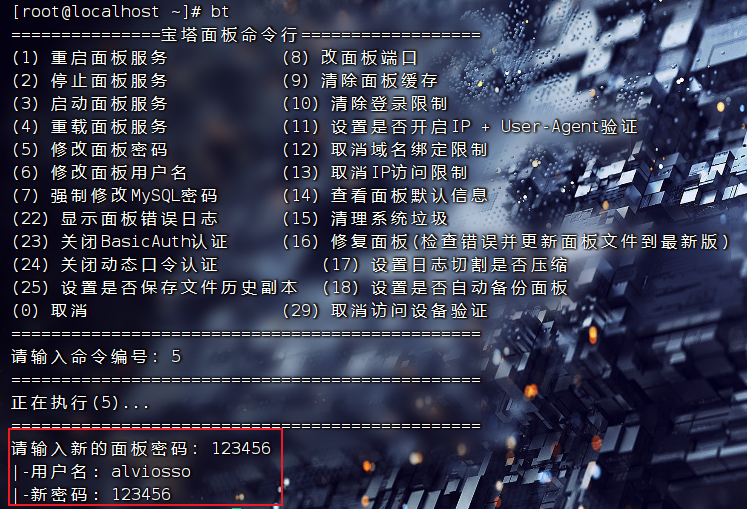 [root@localhost ~]# bt
===============宝塔面板命令行==================
(1) 重启面板服务 (8) 改面板端口
(2) 停止面板服务 (9) 清除面板缓存
(3) 启动面板服务 (10) 清除登录限制
(4) 重载面板服务 (11) 设置是否开启IP + User-Agent验证
(5) 修改面板密码 (12) 取消域名绑定限制
(6) 修改面板用户名 (13) 取消IP访问限制
(7) 强制修改MySQL密码 (14) 查看面板默认信息
(22) 显示面板错误日志 (15) 清理系统垃圾
(23) 关闭BasicAuth认证 (16) 修复面板(检查错误并更新面板文件到最新版)
(24) 关闭动态口令认证 (17) 设置日志切割是否压缩
(25) 设置是否保存文件历史副本 (18) 设置是否自动备份面板
(0) 取消 (29) 取消访问设备验证
===============================================
请输入命令编号：5
===============================================
正在执行(5)...
===============================================
请输入新的面板密码：123456
|-用户名: alviosso
|-新密码: 123456